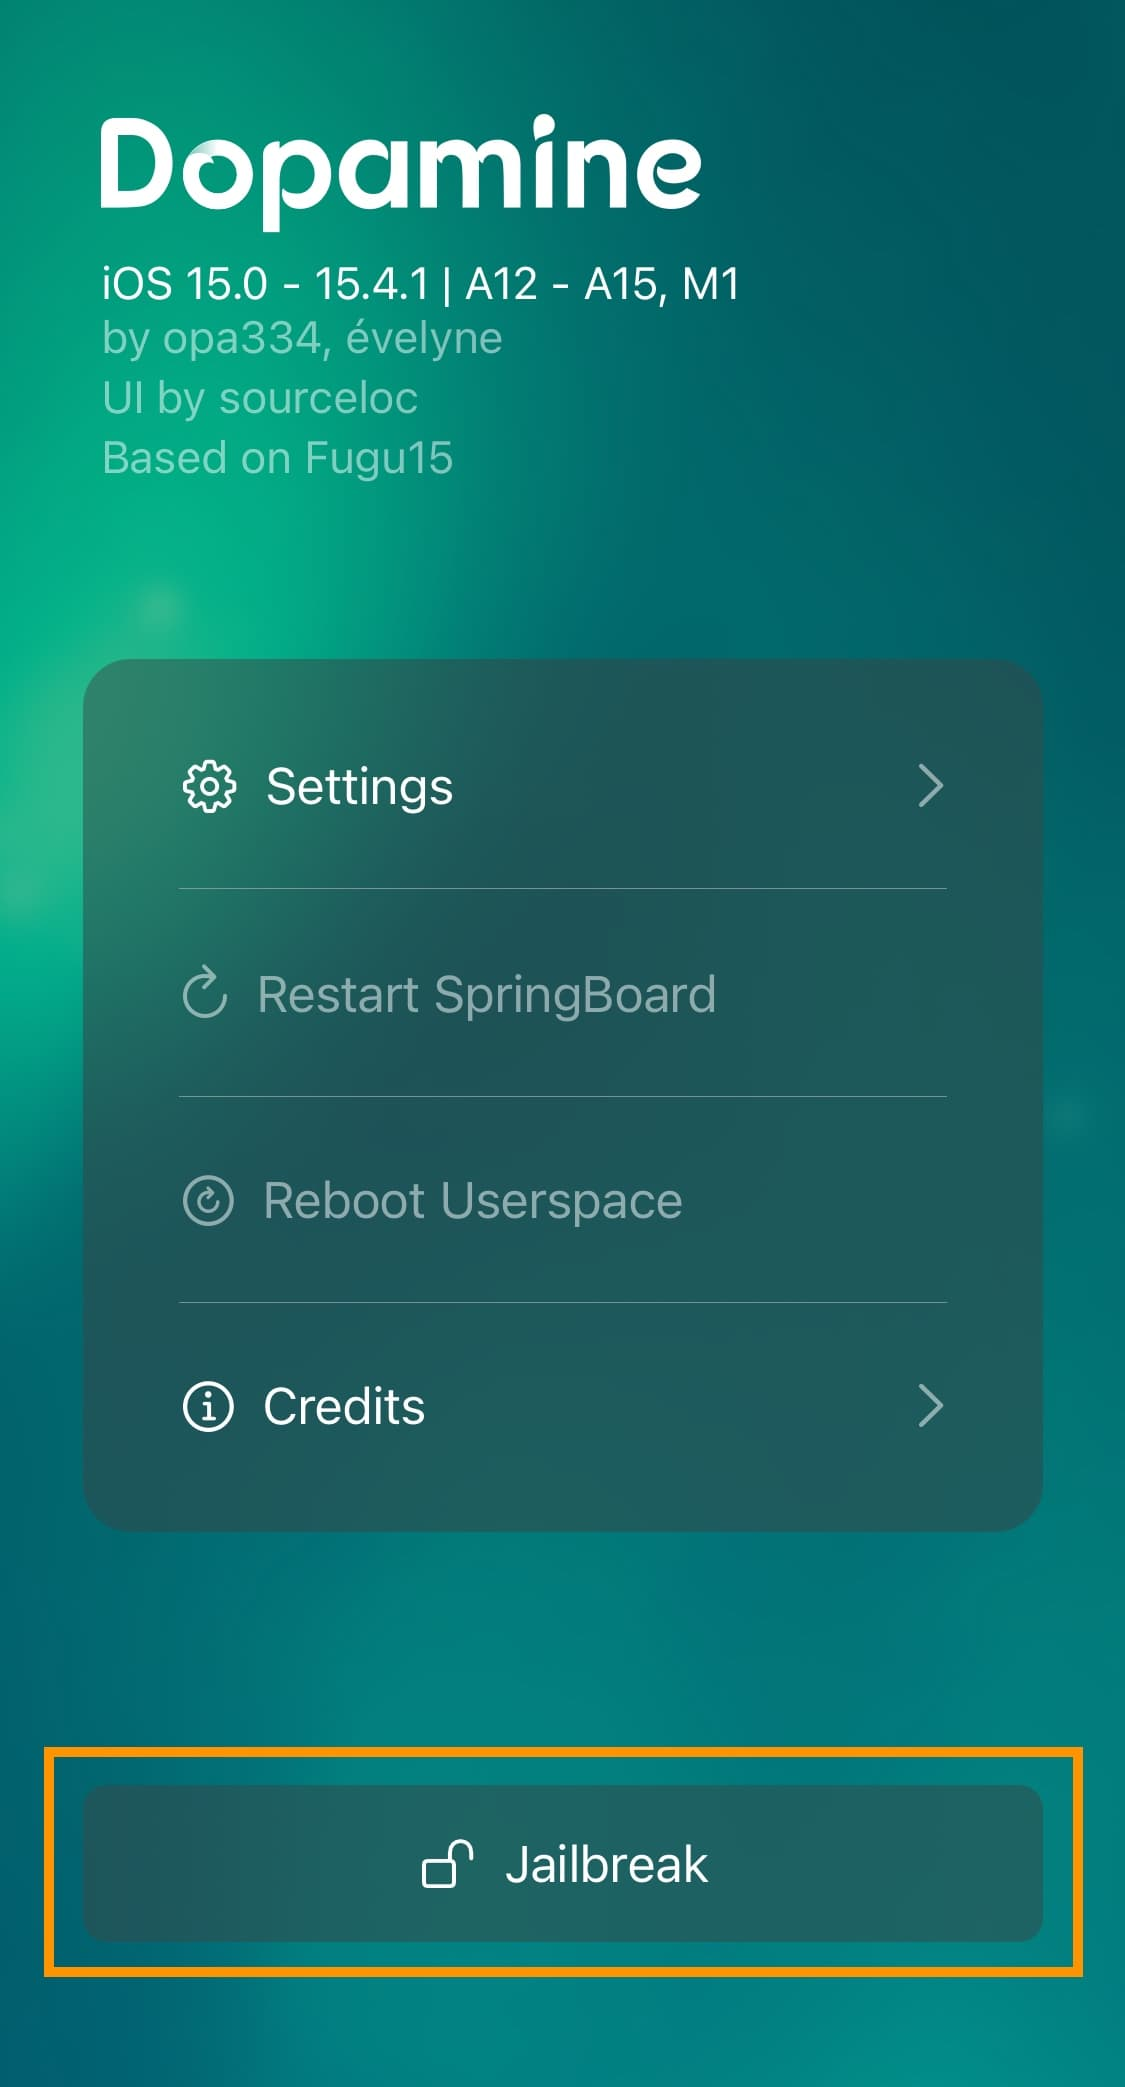 Dopamine
iOS 15.0 - 15.4.1 | A12 - A15, M1
by opa334, évelyne
UI by sourceloc
Based on Fugu15
Settings
Restart SpringBoard
Reboot Userspace
Credits
Jailbreak